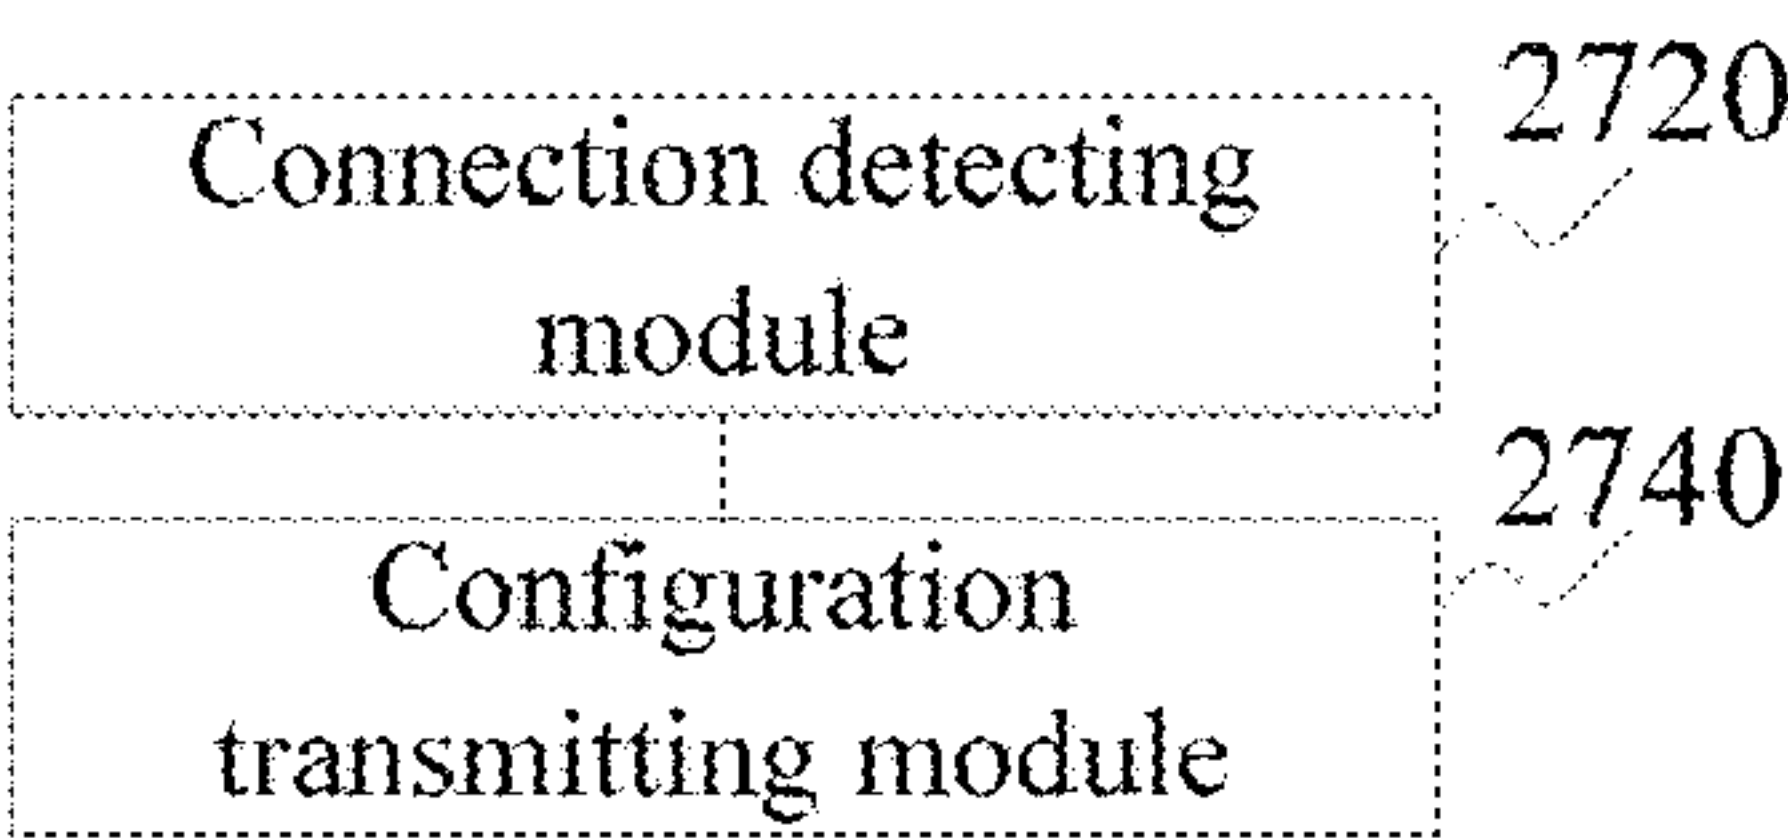 2720
Connection detecting
module
2740
Configuration
transmitting module